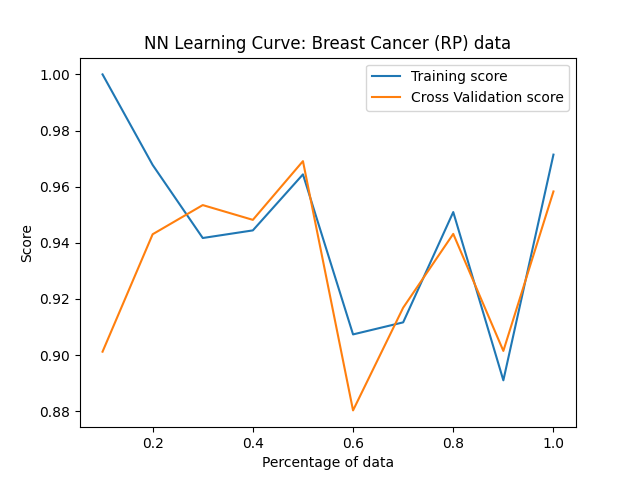 NN Learning Curve: Breast Cancer (RP) data
Training score
Cross Validation score
Score
1.00
0.98
0.96
0.94
0.92
0.90
0.88
0.2 0.4 0.6 0.8 1.0
Percentage of data